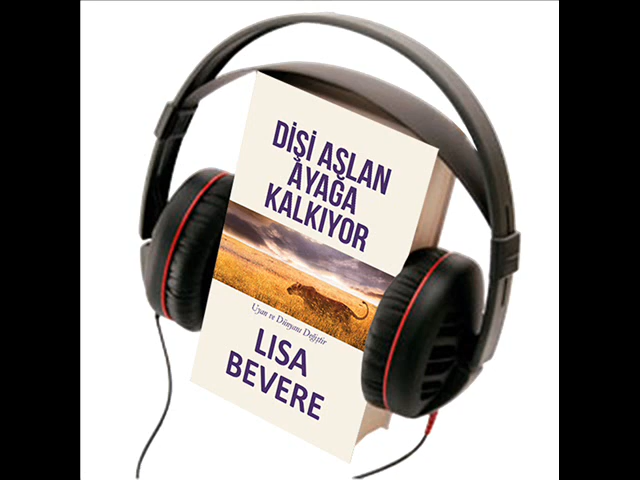 DİŞİ ASLAN
AYAĞA
KALKIYOR
Uyan ve Dünyanı Değiştir
LISA
BEVERE